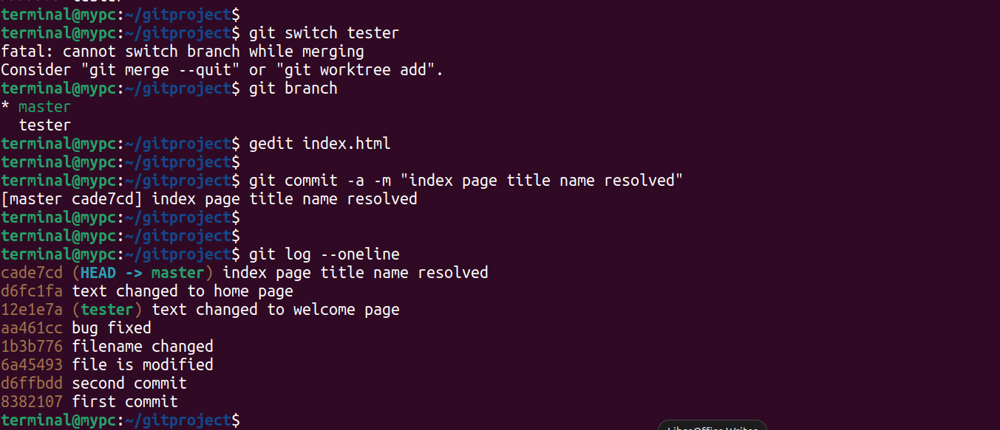 tester
terminal@mypc:~/gitproject$
terminal@mypc:~/gitproject$ git switch tester
fatal: cannot switch branch while merging
Consider "git merge --quit" or "git worktree add".
terminal@mypc:~/gitproject$ git branch
* master
  tester
terminal@mypc:~/gitproject$ gedit index.html
terminal@mypc:~/gitproject$
terminal@mypc:~/gitproject$ git commit -a -m "index page title name resolved"
[master cade7cd] index page title name resolved
terminal@mypc:~/gitproject$
terminal@mypc:~/gitproject$
terminal@mypc:~/gitproject$ git log --oneline
cade7cd (HEAD -> master) index page title name resolved
d6fc1fa text changed to home page
12e1e7a (tester) text changed to welcome page
aa461cc bug fixed
1b3b776 filename changed
6a45493 file is modified
d6ffbdd second commit
8382107 first commit
terminal@mypc:~/gitproject$
LibreOffice Writer